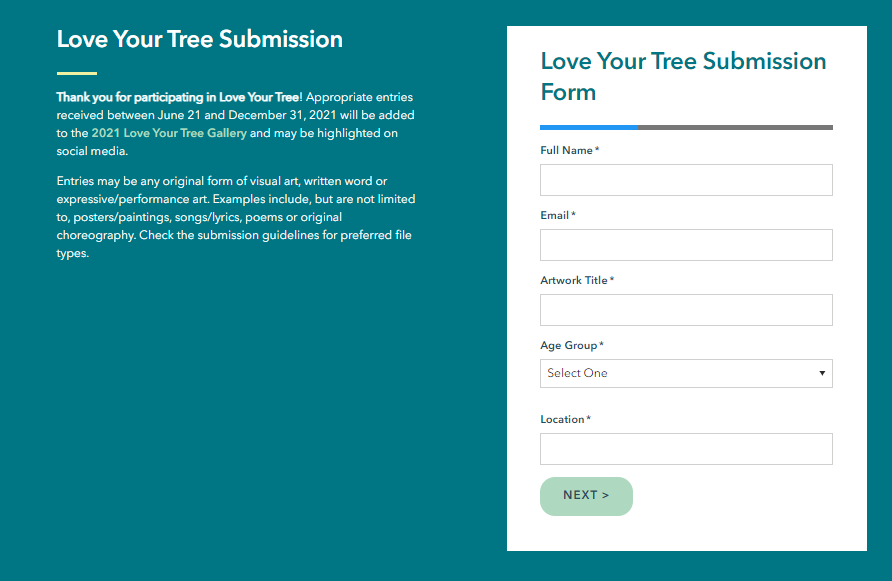 Love Your Tree Submission
Thank you for participating in Love Your Tree! Appropriate entries
received between June 21 and December 31, 2021 will be added
to the 2021 Love Your Tree Gallery and may be highlighted on
social media.
Entries may be any original form of visual art, written word or
expressive/performance art. Examples include, but are not limited
to, posters/paintings, songs/lyrics, poems or original
choreography. Check the submission guidelines for preferred file
types.
Love Your Tree Submission
Form
Full Name*
Email*
Artwork Title*
Age Group*
Select One
Location*
NEXT >